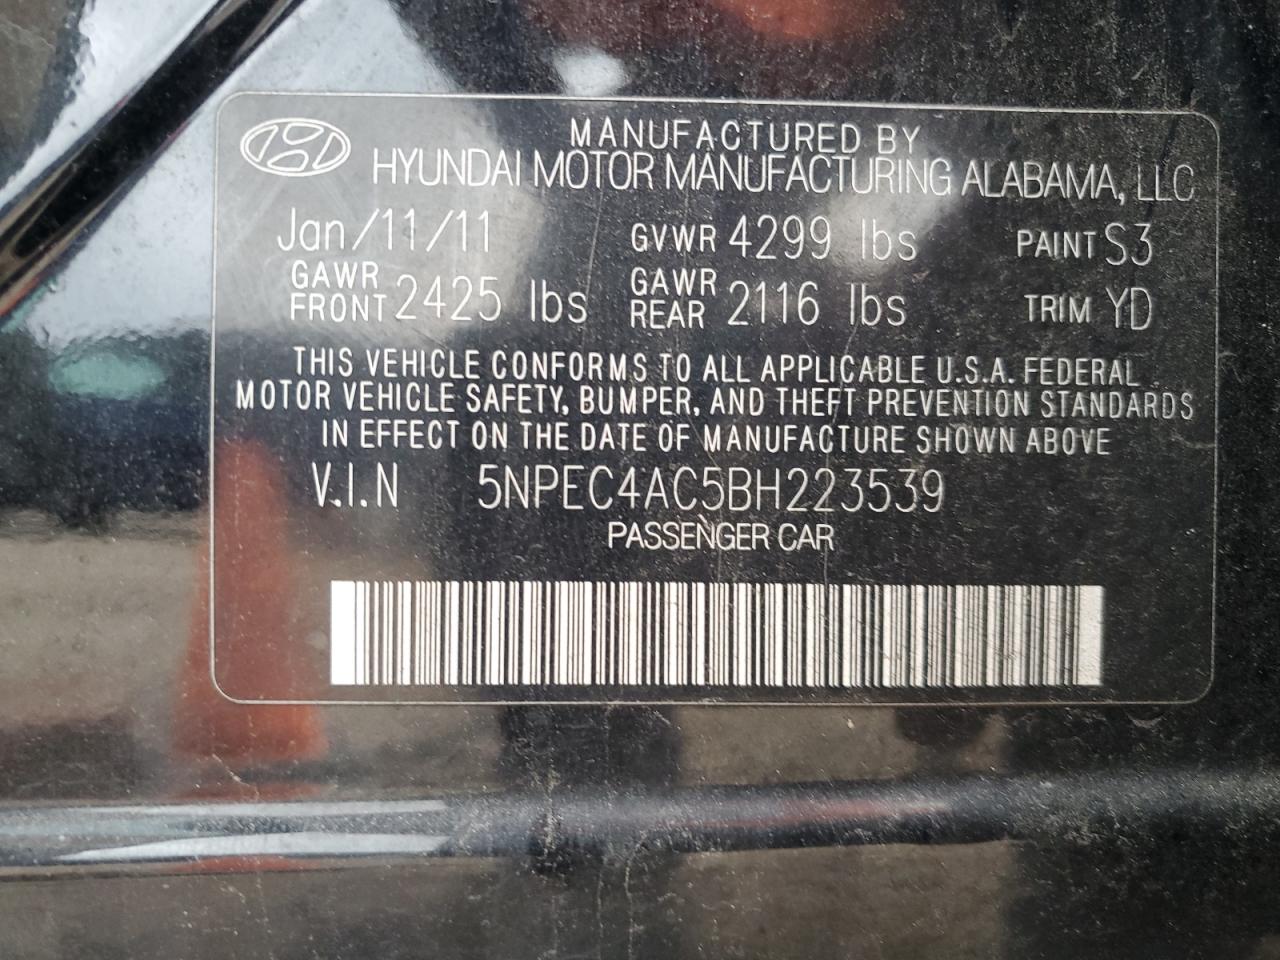 MANUFACTURED BY
HYUNDAI MOTOR MANUFACTURING ALABAMA, LLC
Jan/11/11 GVWR 4299 lbs PAINT S3
GAWR FRONT 2425 lbs GAWR REAR 2116 lbs TRIM YD
THIS VEHICLE CONFORMS TO ALL APPLICABLE U.S.A. FEDERAL
MOTOR VEHICLE SAFETY, BUMPER, AND THEFT PREVENTION STANDARDS
IN EFFECT ON THE DATE OF MANUFACTURE SHOWN ABOVE
V.I.N 5NPEC4AC5BH223539
PASSENGER CAR